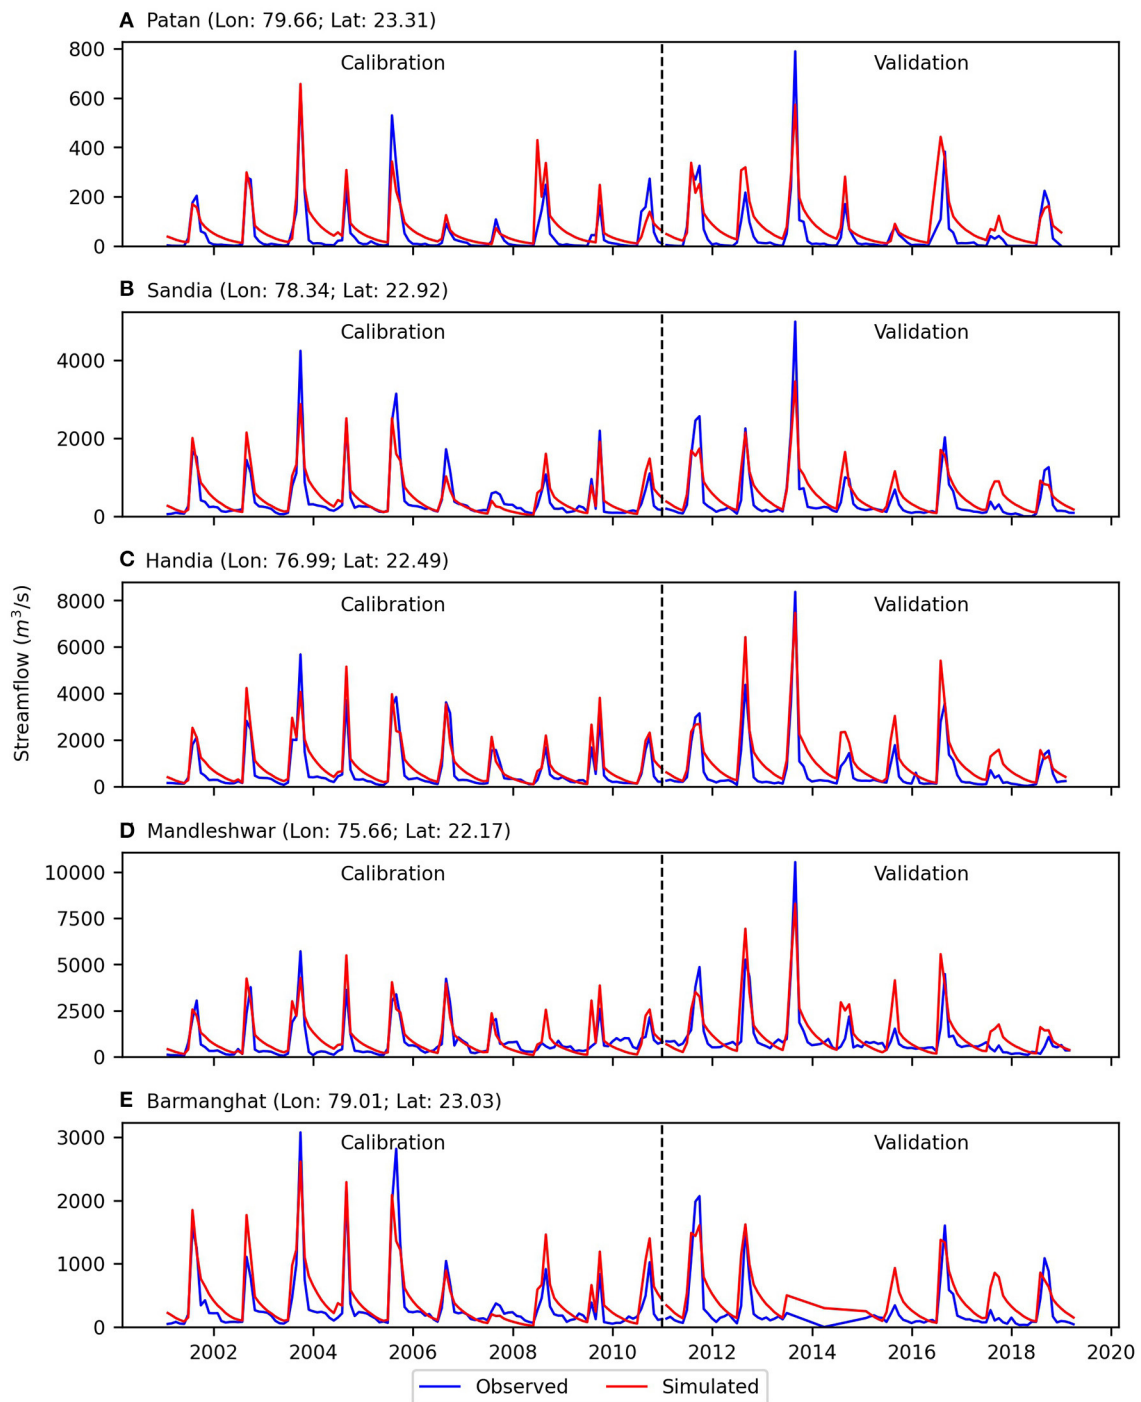 A Patan (Lon: 79.66; Lat: 23.31)
Calibration Validation
800
600
400
200
0
B Sandia (Lon: 78.34; Lat: 22.92)
Calibration Validation
4000
2000
0
C Handia (Lon: 76.99; Lat: 22.49)
Calibration Validation
8000
6000
4000
2000
0
Streamflow (m³/s)
D Mandleshwar (Lon: 75.66; Lat: 22.17)
Calibration Validation
10000
7500
5000
2500
0
E Barmanghat (Lon: 79.01; Lat: 23.03)
Calibration Validation
3000
2000
1000
0
2002 2004 2006 2008 2010 2012 2014 2016 2018 2020
Observed Simulated